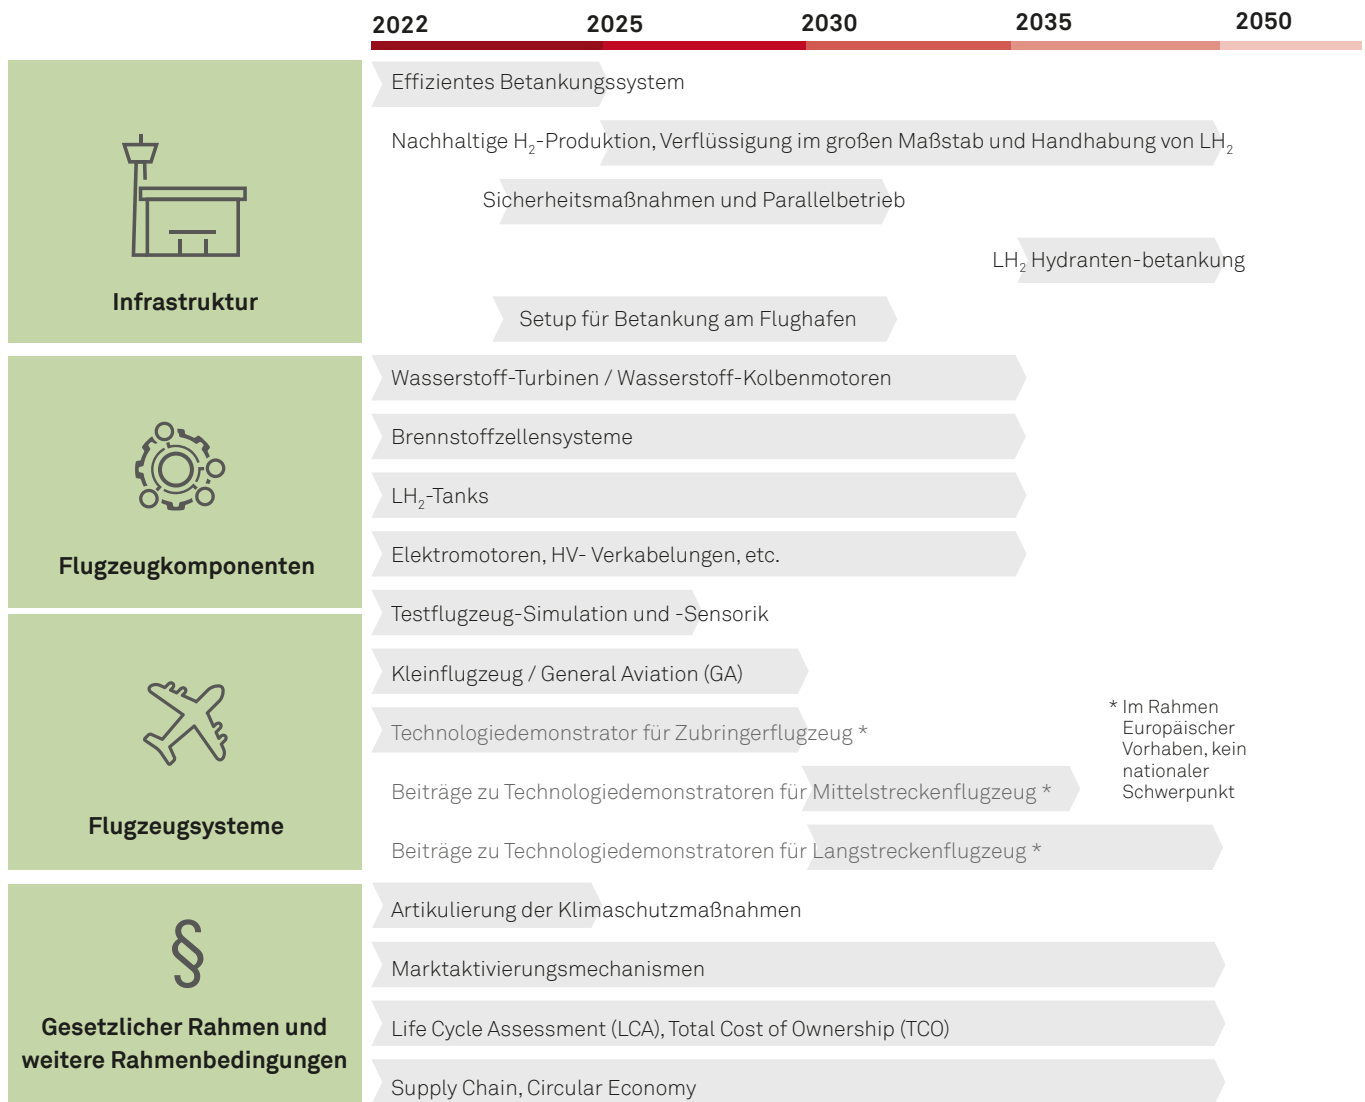 2022 2025 2030 2035 2050
Effizientes Betankungssystem
Nachhaltige H₂-Produktion, Verflüssigung im großen Maßstab und Handhabung von LH₂
Sicherheitsmaßnahmen und Parallelbetrieb
LH₂ Hydranten-betankung
Setup für Betankung am Flughafen
Infrastruktur
Wasserstoff-Turbinen / Wasserstoff-Kolbenmotoren
Brennstoffzellensysteme
LH₂-Tanks
Elektromotoren, HV- Verkabelungen, etc.
Flugzeugkomponenten
Testflugzeug-Simulation und -Sensorik
Kleinflugzeug / General Aviation (GA)
Technologiedemonstrator für Zubringerflugzeug *
Beiträge zu Technologiedemonstratoren für Mittelstreckenflugzeug *
Beiträge zu Technologiedemonstratoren für Langstreckenflugzeug *
* Im Rahmen
Europäischer
Vorhaben, kein
nationaler
Schwerpunkt
Flugzeugsysteme
Artikulierung der Klimaschutzmaßnahmen
Marktaktivierungsmechanismen
Life Cycle Assessment (LCA), Total Cost of Ownership (TCO)
Supply Chain, Circular Economy
§
Gesetzlicher Rahmen und
weitere Rahmenbedingungen